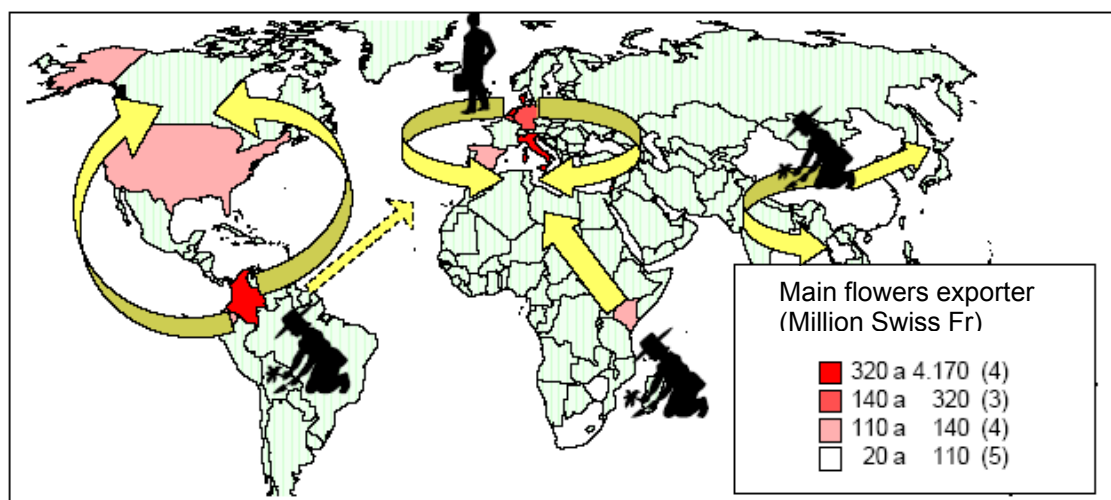 Main flowers exporter
(Million Swiss Fr)
320 a 4.170 (4)
140 a 320 (3)
110 a 140 (4)
20 a 110 (5)